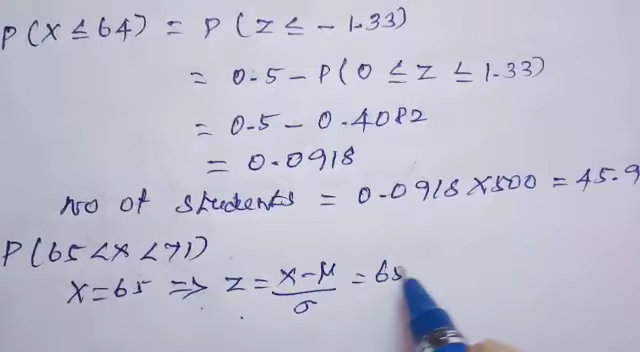 P(X ≤ 64) = P(Z ≤ -1.33)
= 0.5 - P(0 ≤ Z ≤ 1.33)
= 0.5 - 0.4082
= 0.0918
No of students = 0.0918 × 500 = 45.9
P(65 < X < 71)
X = 65 ⇒ Z = (X-μ)/σ = 65